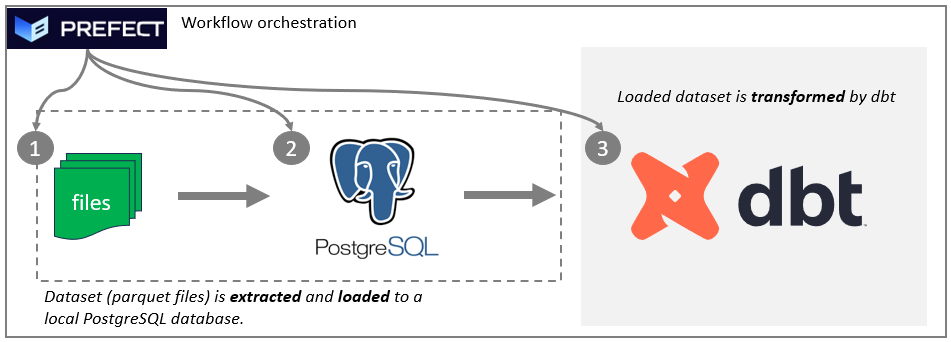 PREFECT
Workflow orchestration
Loaded dataset is transformed by dbt
1
2
3
files
PostgreSQL
dbt
Dataset (parquet files) is extracted and loaded to a
local PostgreSQL database.